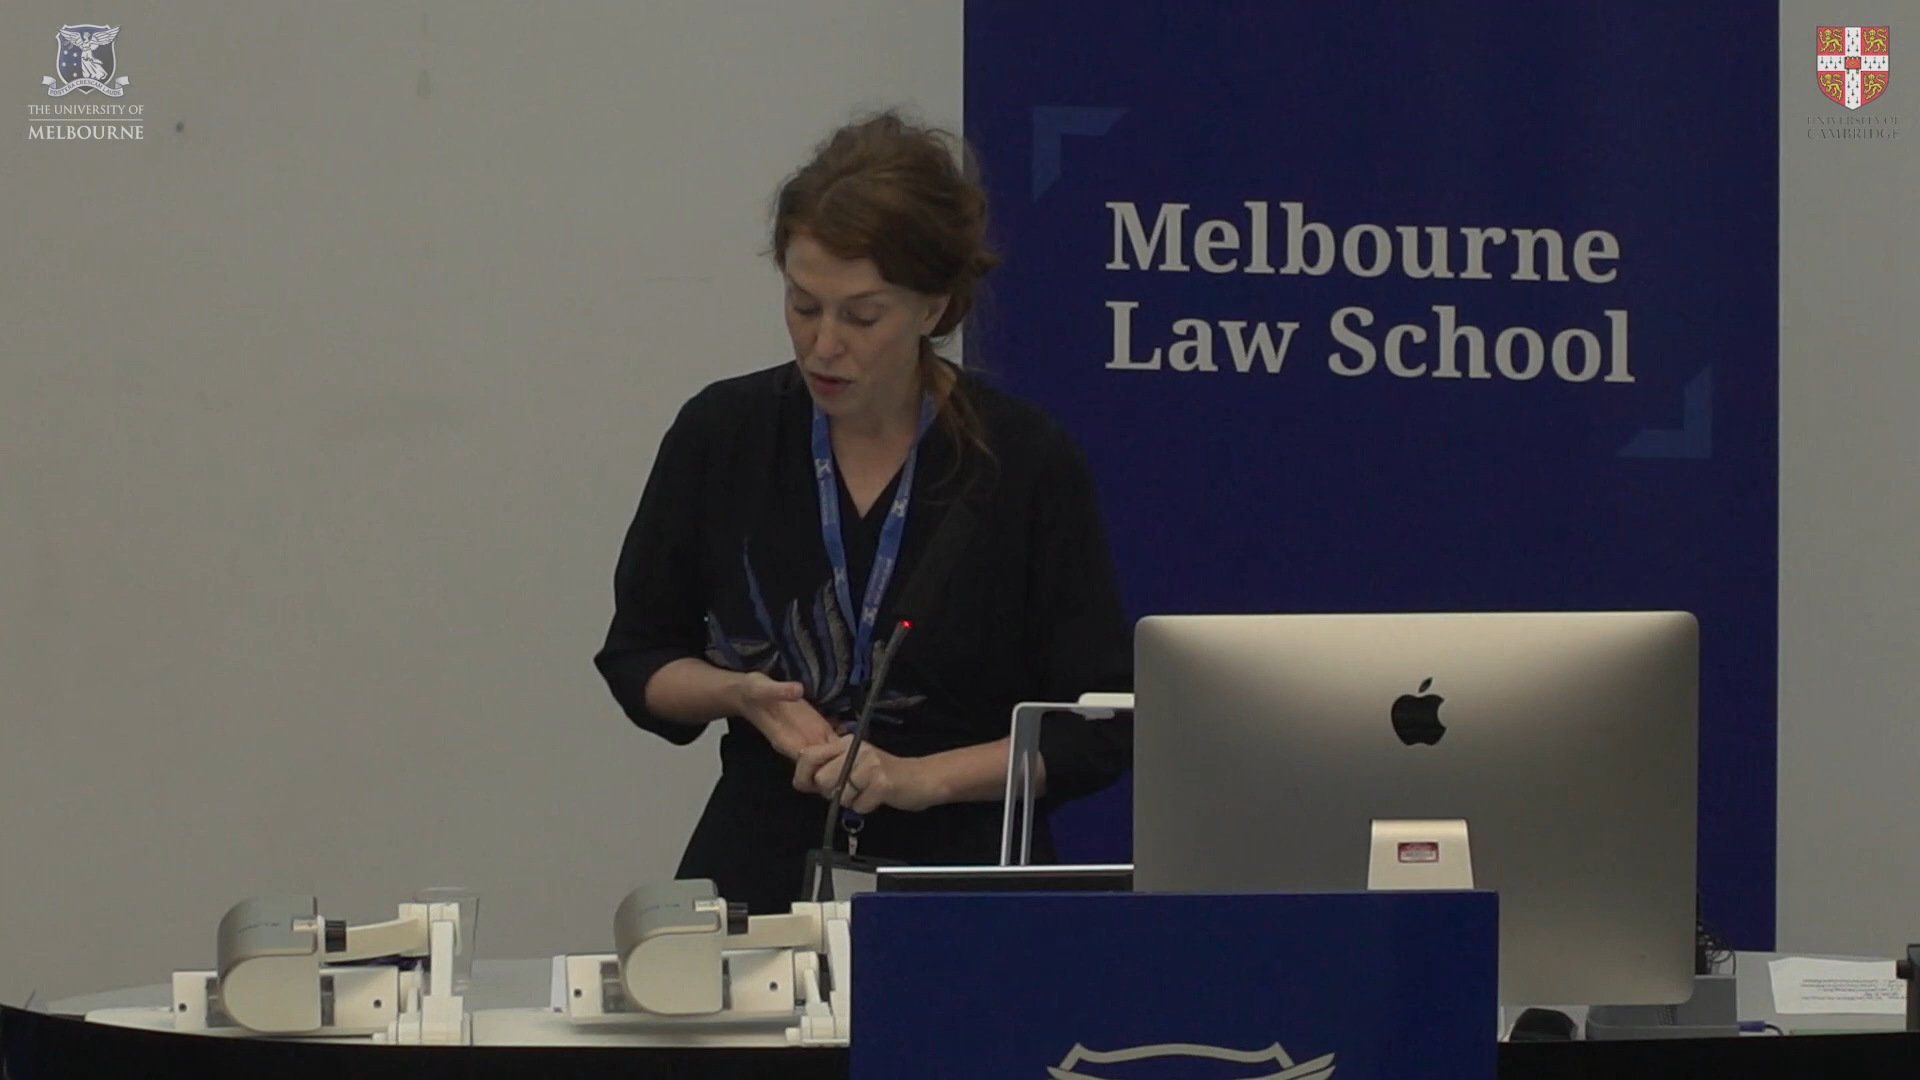 THE UNIVERSITY OF
MELBOURNE
UNIVERSITY OF
CAMBRIDGE
Melbourne
Law School